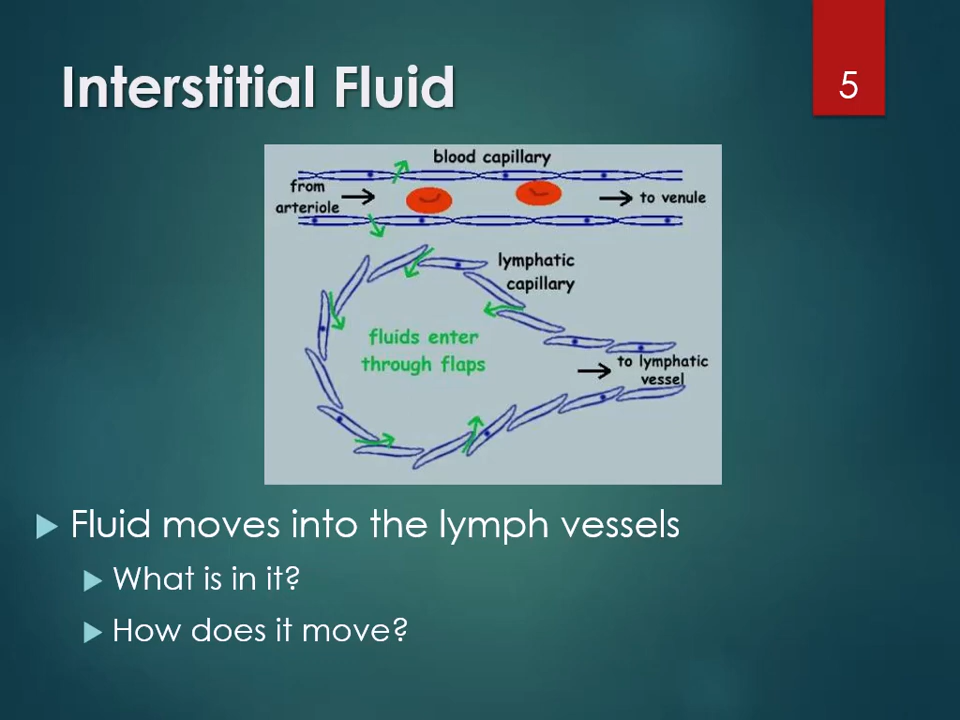 Interstitial Fluid
5
blood capillary
from
arteriole
to venule
lymphatic
capillary
fluids enter
through flaps
to lymphatic
vessel
Fluid moves into the lymph vessels
What is in it?
How does it move?